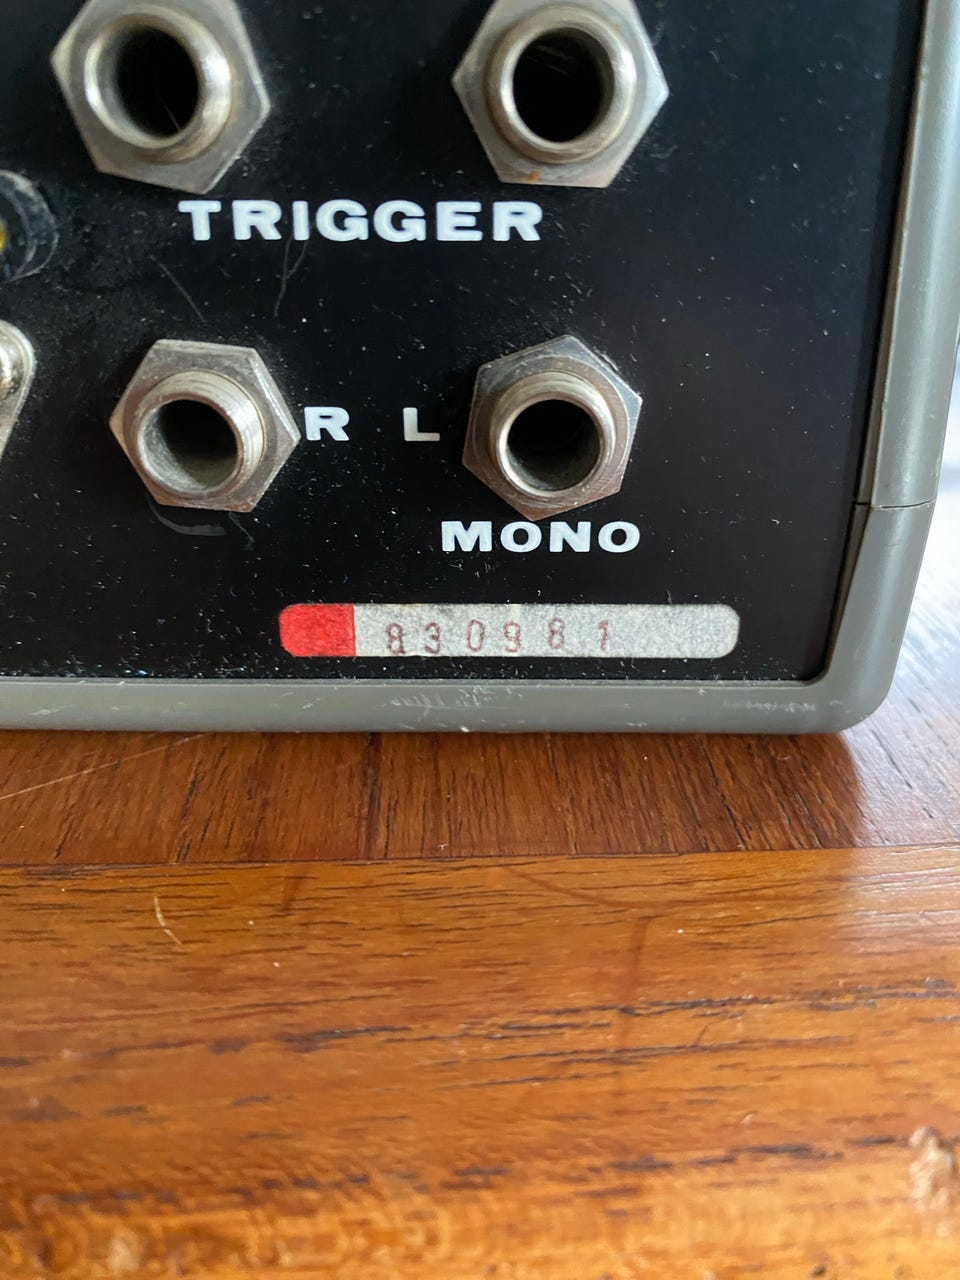 TRIGGER
R L
MONO
830981